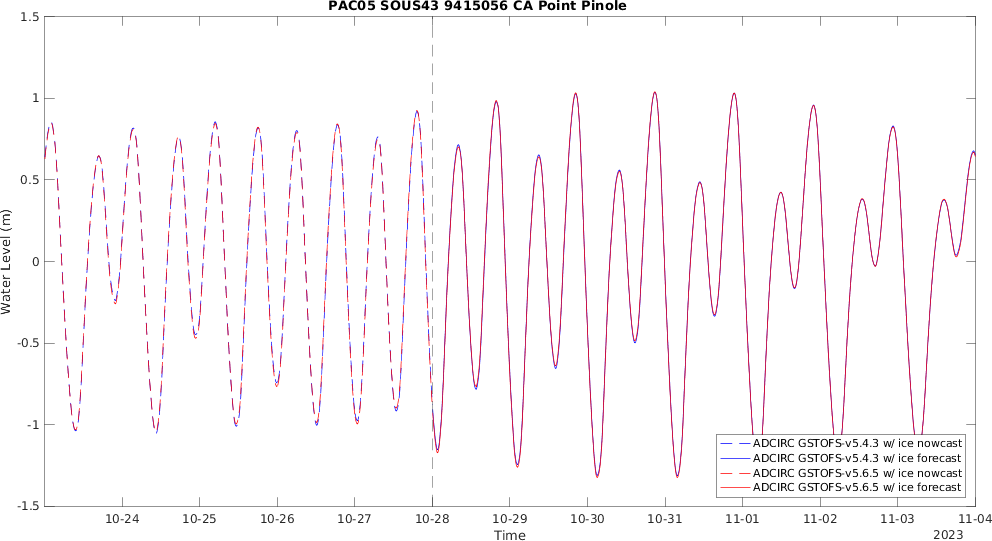 PAC05 SOUS43 9415056 CA Point Pinole
1.5
1
0.5
0
-0.5
-1
-1.5
Water Level (m)
10-24
10-25
10-26
10-27
10-28
10-29
10-30
10-31
11-01
11-02
11-03
11-04
2023
Time
ADCIRC GSTOFS-v5.4.3 w/ ice nowcast
ADCIRC GSTOFS-v5.4.3 w/ ice forecast
ADCIRC GSTOFS-v5.6.5 w/ ice nowcast
ADCIRC GSTOFS-v5.6.5 w/ ice forecast